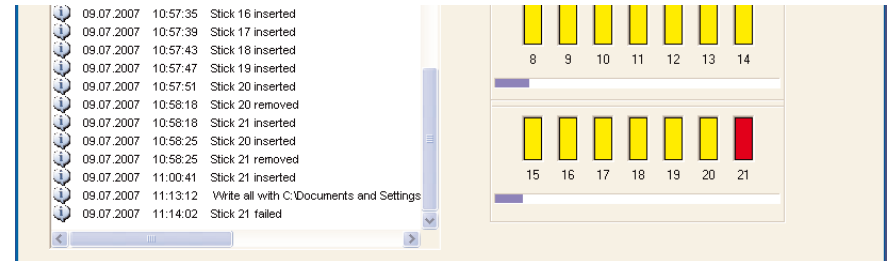 09.07.2007 10:57:35 Stick 16 inserted
09.07.2007 10:57:39 Stick 17 inserted
09.07.2007 10:57:43 Stick 18 inserted
09.07.2007 10:57:47 Stick 19 inserted
09.07.2007 10:57:51 Stick 20 inserted
09.07.2007 10:58:18 Stick 20 removed
09.07.2007 10:58:18 Stick 21 inserted
09.07.2007 10:58:25 Stick 20 inserted
09.07.2007 10:58:25 Stick 21 removed
09.07.2007 11:00:41 Stick 21 inserted
09.07.2007 11:13:12 Write all with C:\Documents and Settings
09.07.2007 11:14:02 Stick 21 failed
8 9 10 11 12 13 14
15 16 17 18 19 20 21